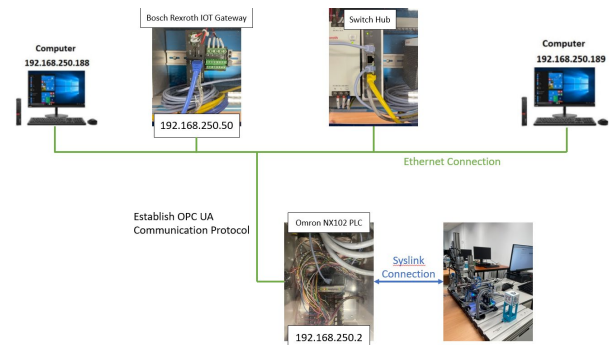 Bosch Rexroth IOT Gateway
Switch Hub
Computer
192.168.250.188
Computer
192.168.250.189
192.168.250.50
Ethernet Connection
Establish OPC UA
Communication Protocol
Omron NX102 PLC
Syslink
Connection
192.168.250.2